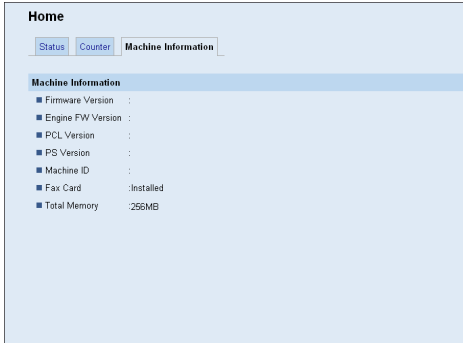 Home
Status Counter Machine Information
Machine Information
Firmware Version :
Engine FW Version :
PCL Version :
PS Version :
Machine ID :
Fax Card :Installed
Total Memory :256MB